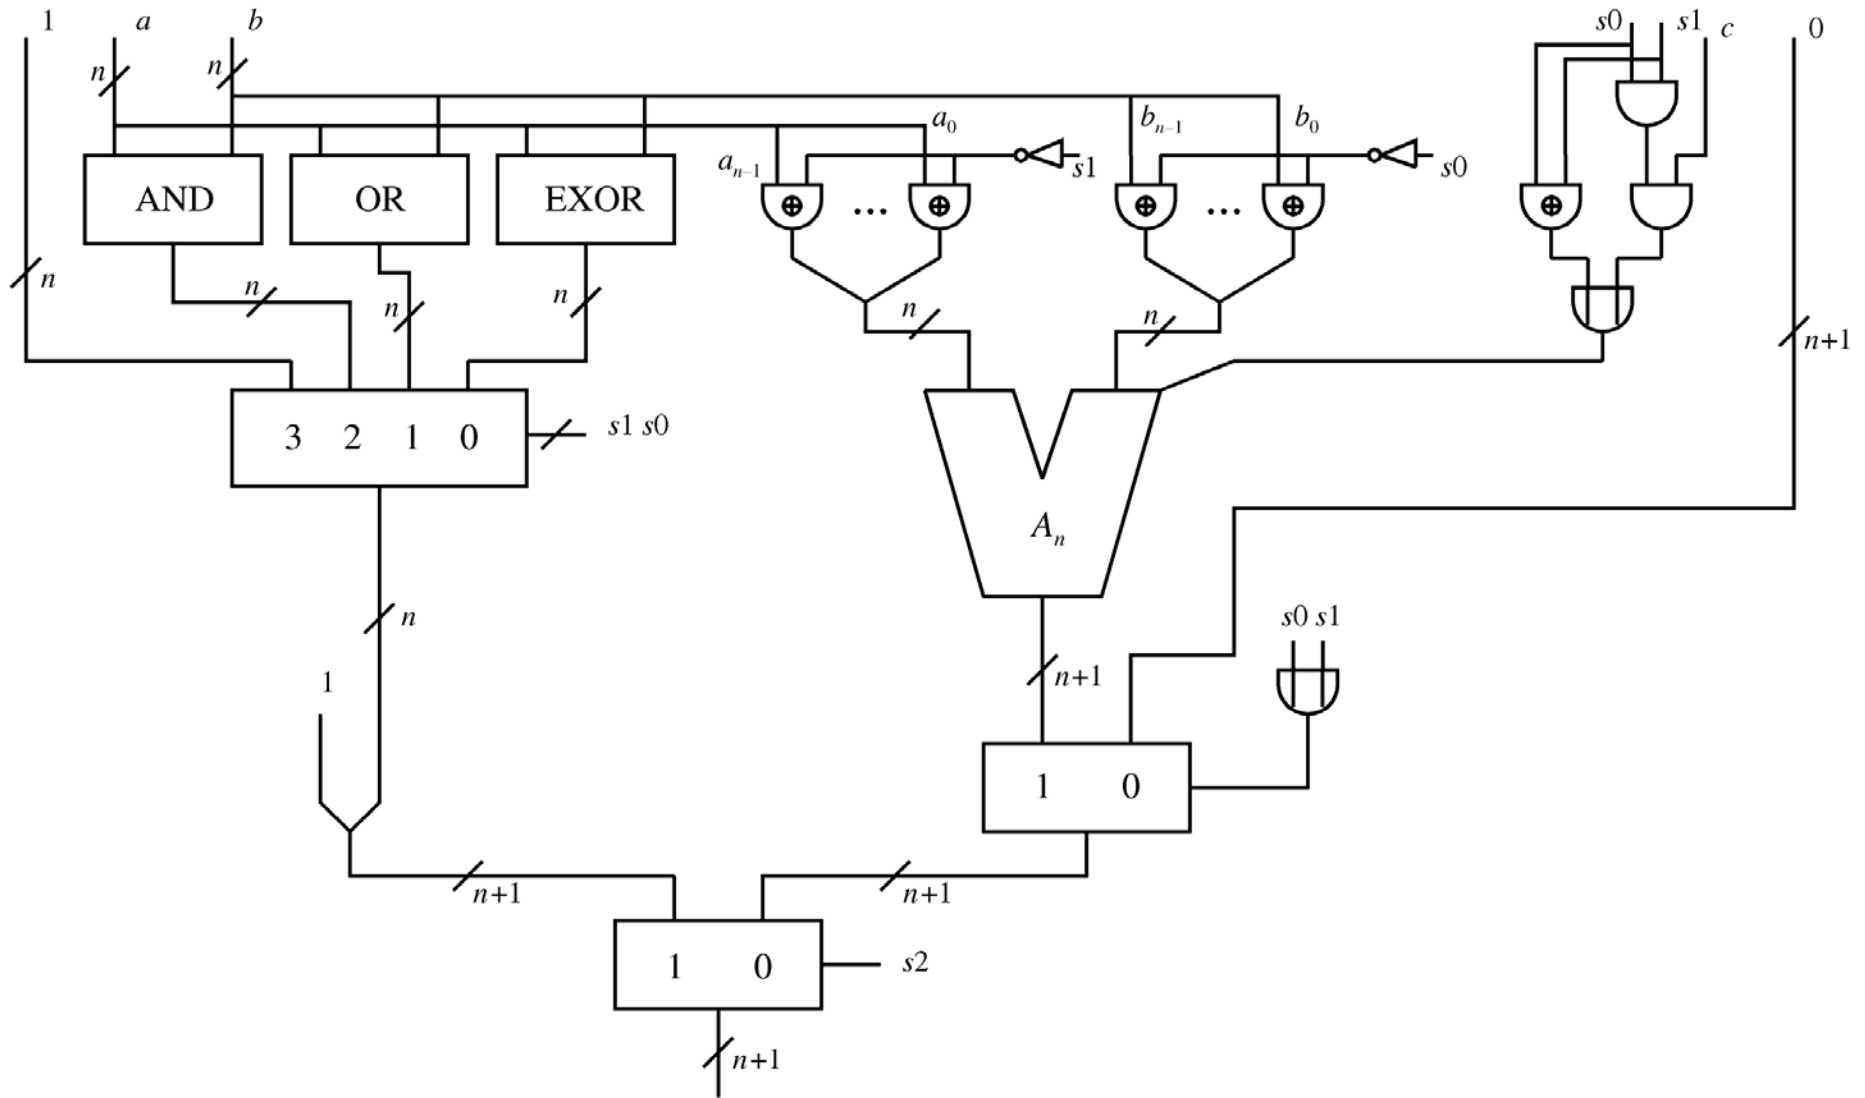 1 a b s0 s1 c 0
n n
a0 bn−1 b0
an−1 s1 s0
AND OR EXOR
... ...
n n n n n n
n+1
3 2 1 0 s1 s0
An
n s0 s1
1 n+1
1 0
n+1 n+1
1 0 s2
n+1